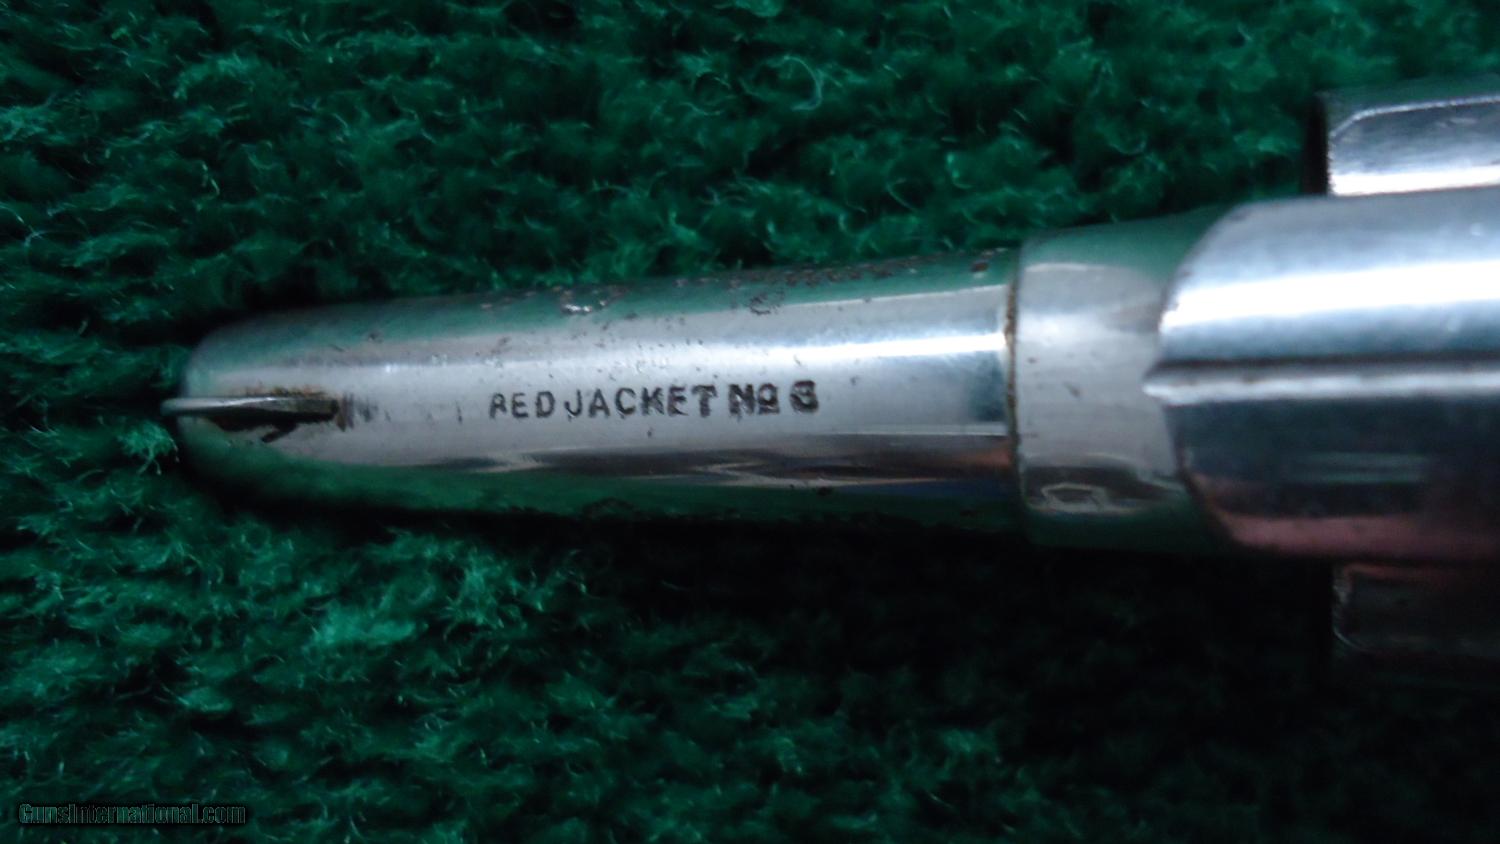 RED JACKET No 3
GunsInternational.com